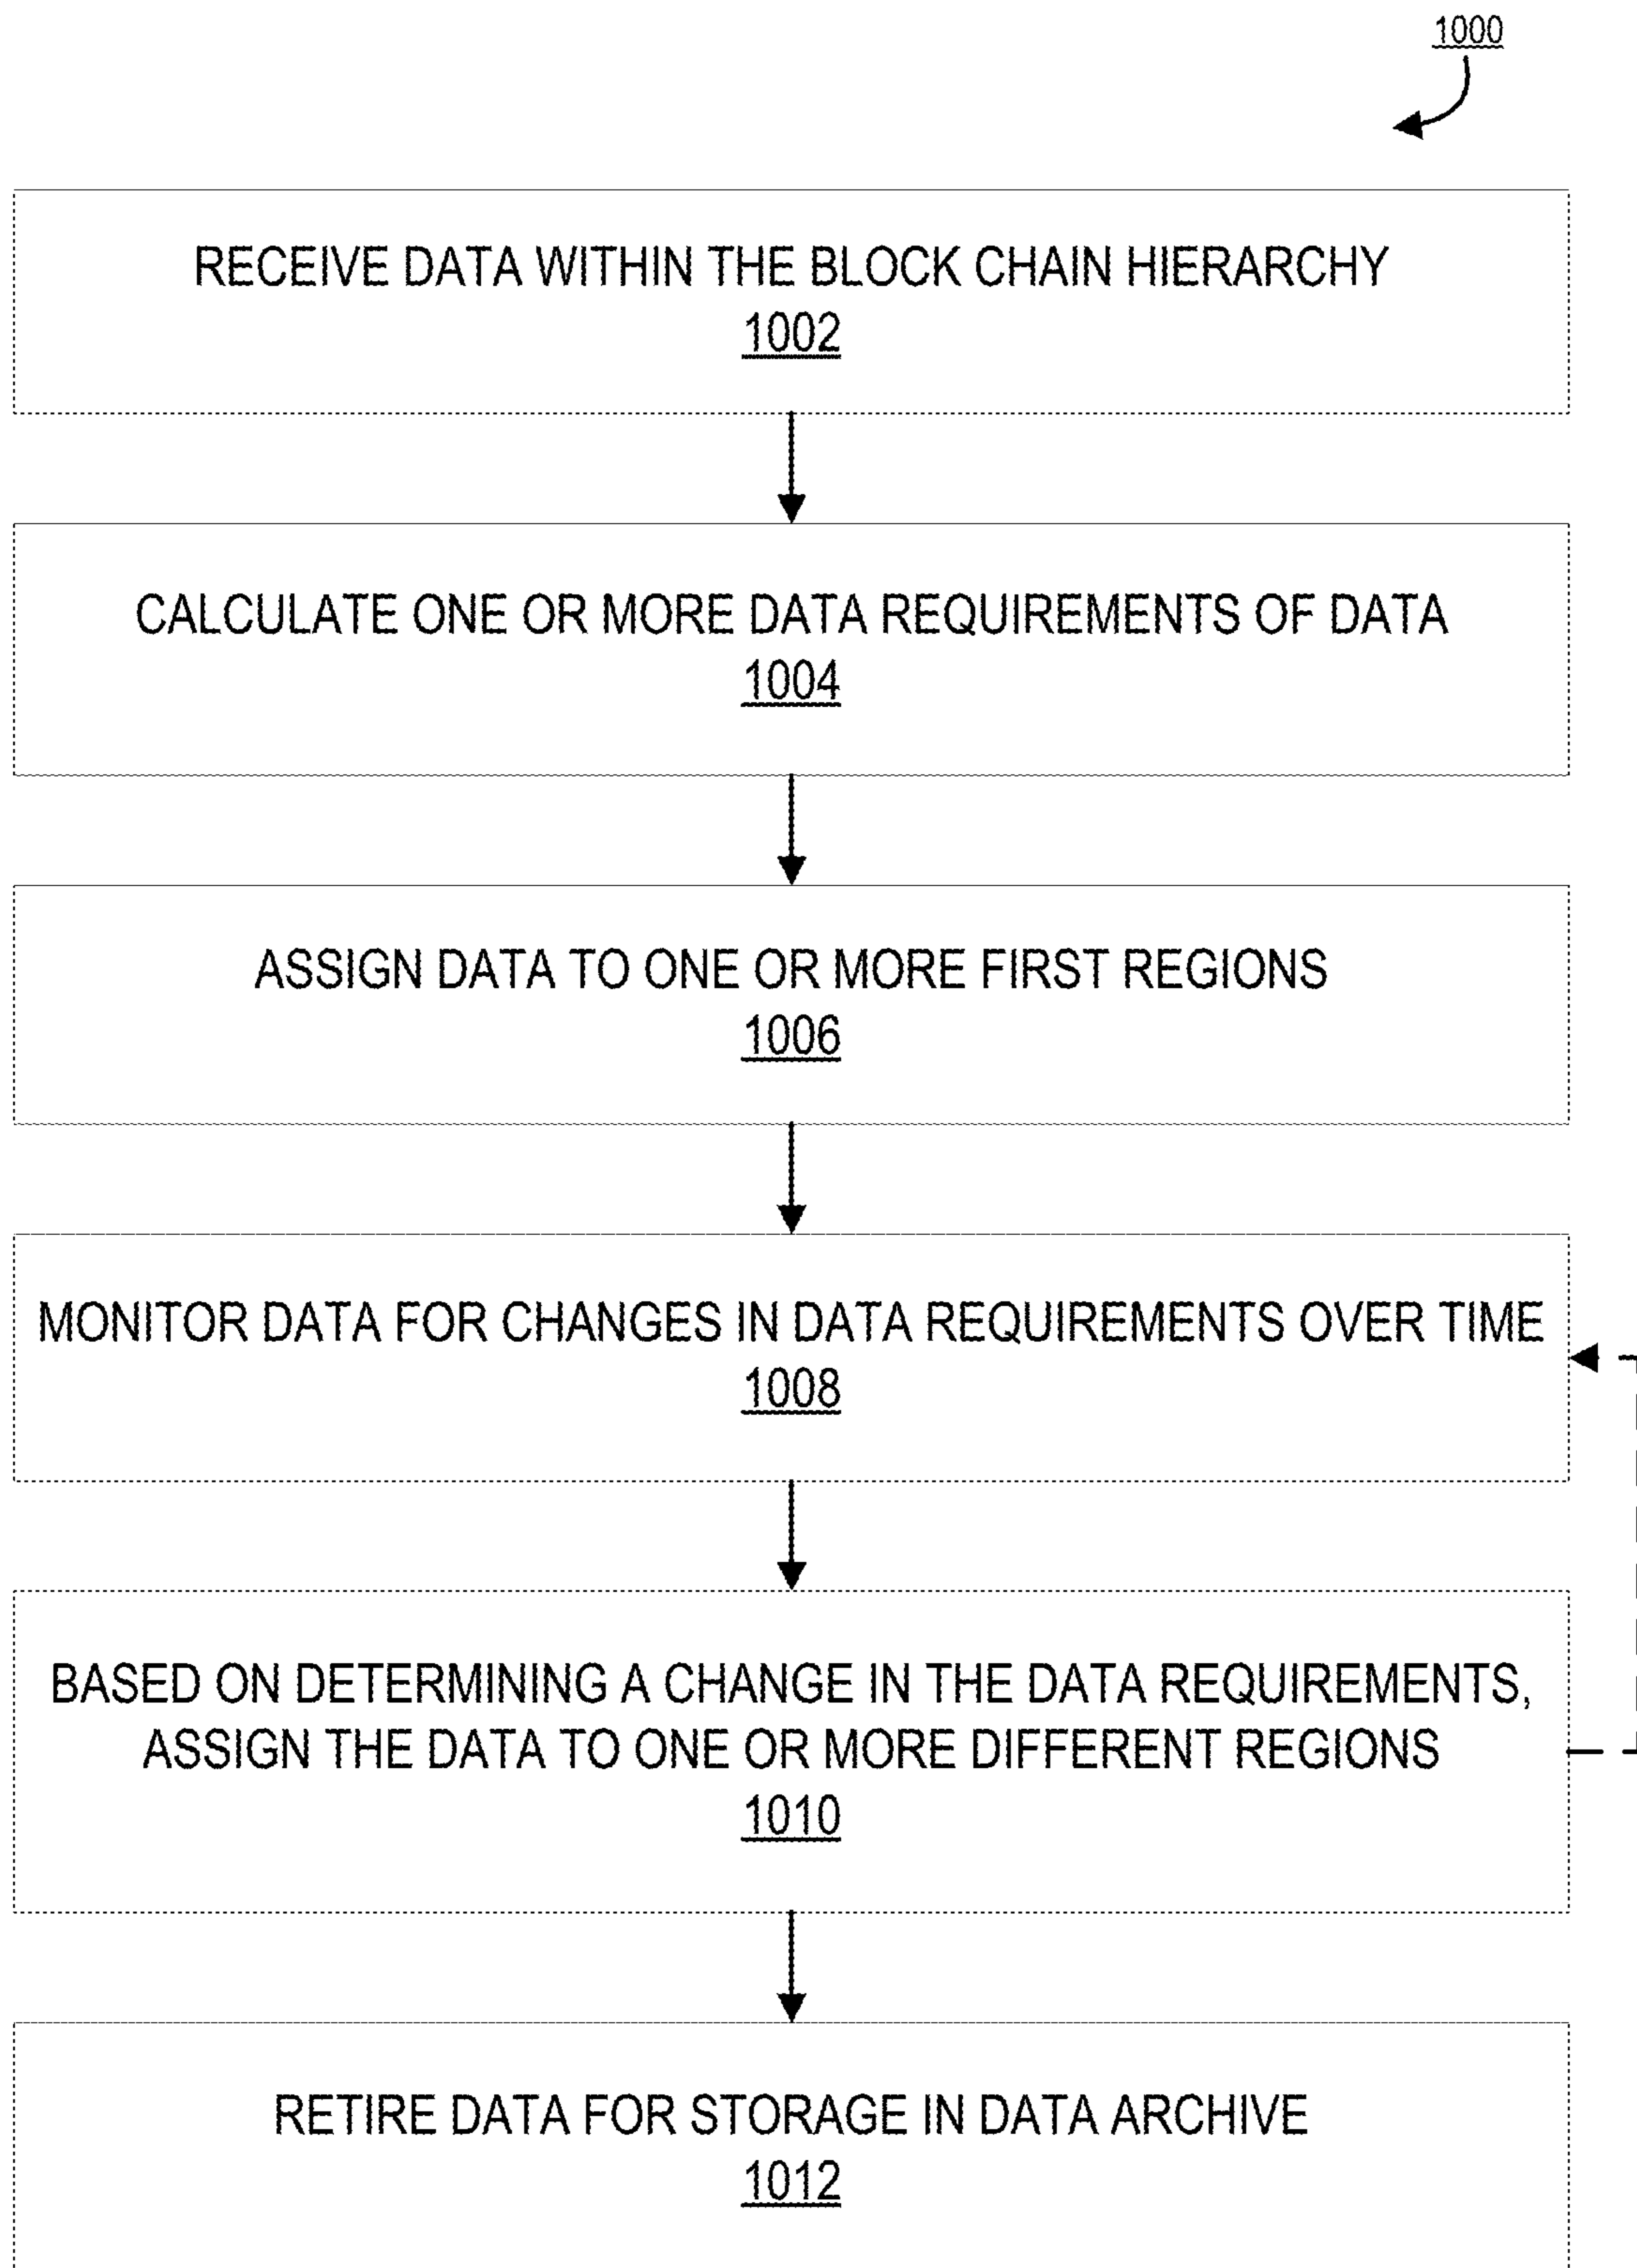 1000
RECEIVE DATA WITHIN THE BLOCK CHAIN HIERARCHY
1002
CALCULATE ONE OR MORE DATA REQUIREMENTS OF DATA
1004
ASSIGN DATA TO ONE OR MORE FIRST REGIONS
1006
MONITOR DATA FOR CHANGES IN DATA REQUIREMENTS OVER TIME
1008
BASED ON DETERMINING A CHANGE IN THE DATA REQUIREMENTS,
ASSIGN THE DATA TO ONE OR MORE DIFFERENT REGIONS
1010
RETIRE DATA FOR STORAGE IN DATA ARCHIVE
1012